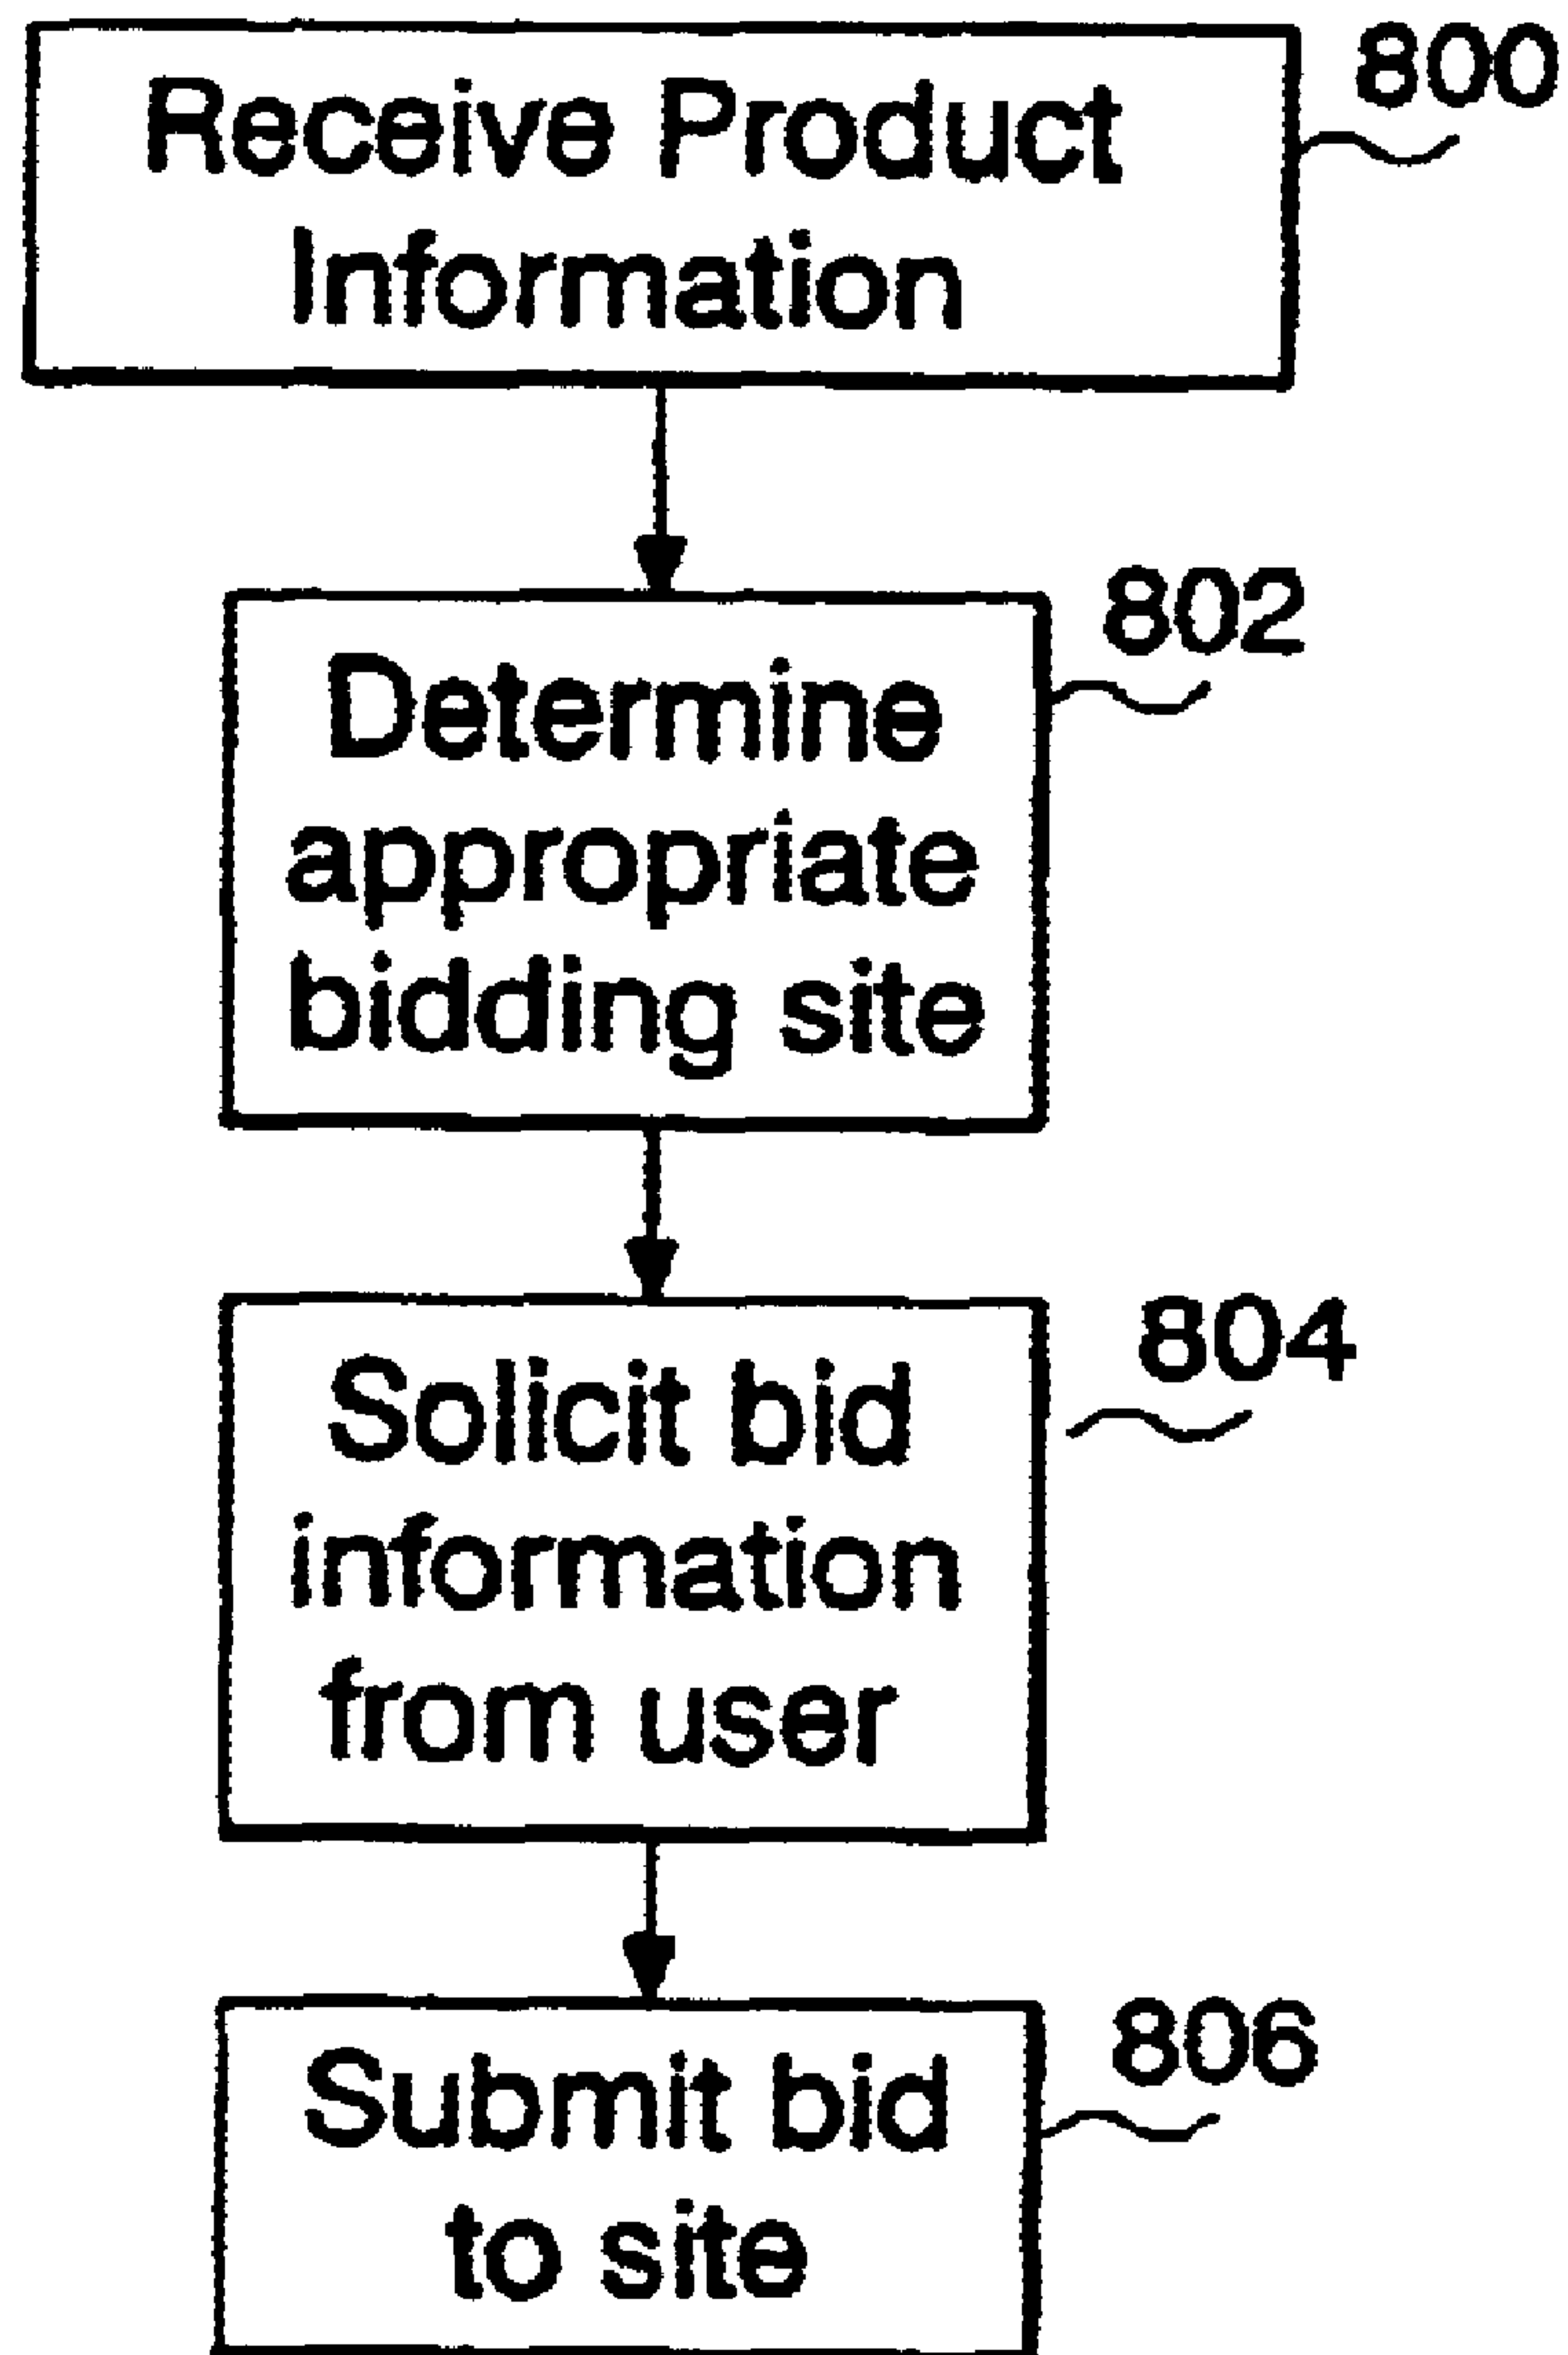 Receive Product
Information
800
Determine
appropriate
bidding site
802
Solicit bid
information
from user
804
Submit bid
to site
806